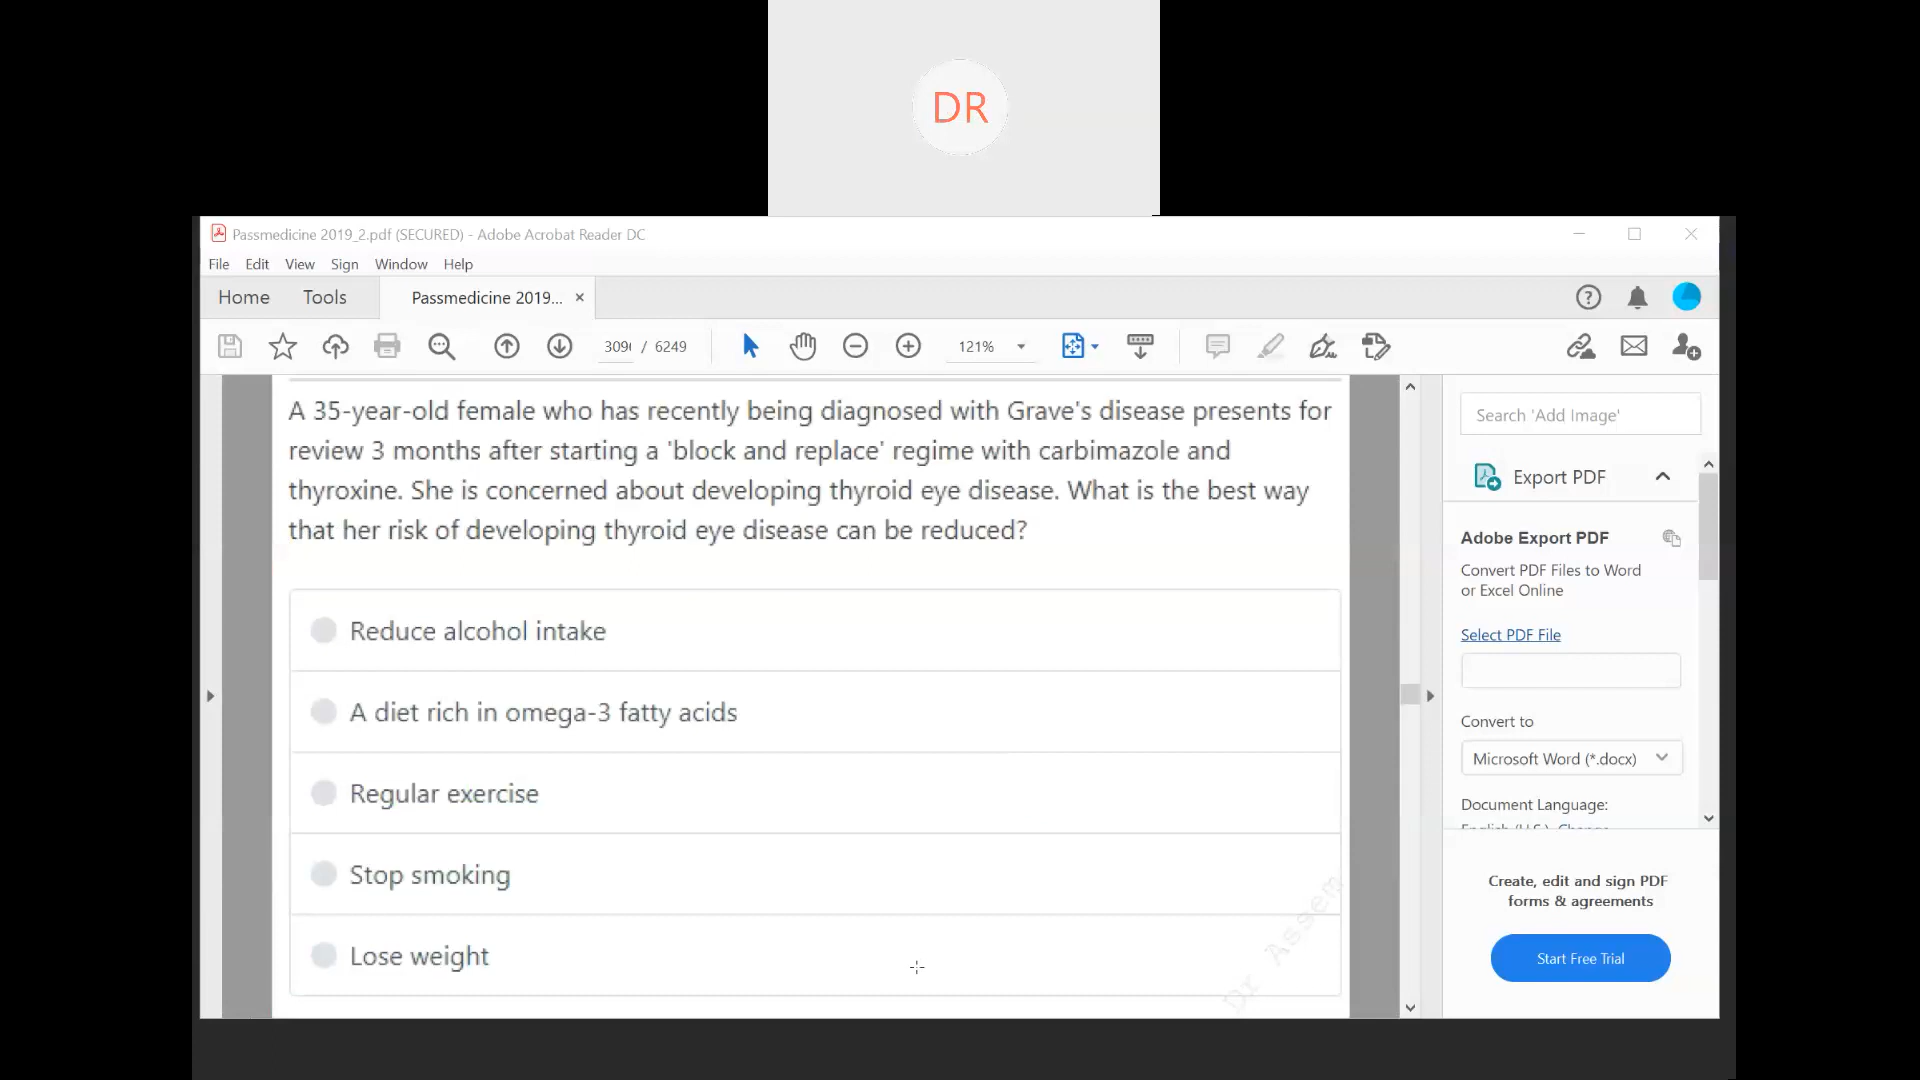 DR
Passmedicine 2019_2.pdf (SECURED) - Adobe Acrobat Reader DC
File Edit View Sign Window Help
Home Tools Passmedicine 2019... ×
/ 6249 121%
A 35-year-old female who has recently being diagnosed with Grave's disease presents for
review 3 months after starting a 'block and replace' regime with carbimazole and
thyroxine. She is concerned about developing thyroid eye disease. What is the best way
that her risk of developing thyroid eye disease can be reduced?
Reduce alcohol intake
A diet rich in omega-3 fatty acids
Regular exercise
Stop smoking
Lose weight
Dr Assem
Search 'Add Image'
Export PDF
Adobe Export PDF
Convert PDF Files to Word
or Excel Online
Select PDF File
Convert to
Microsoft Word (*.docx)
Document Language:
Create, edit and sign PDF
forms & agreements
Start Free Trial